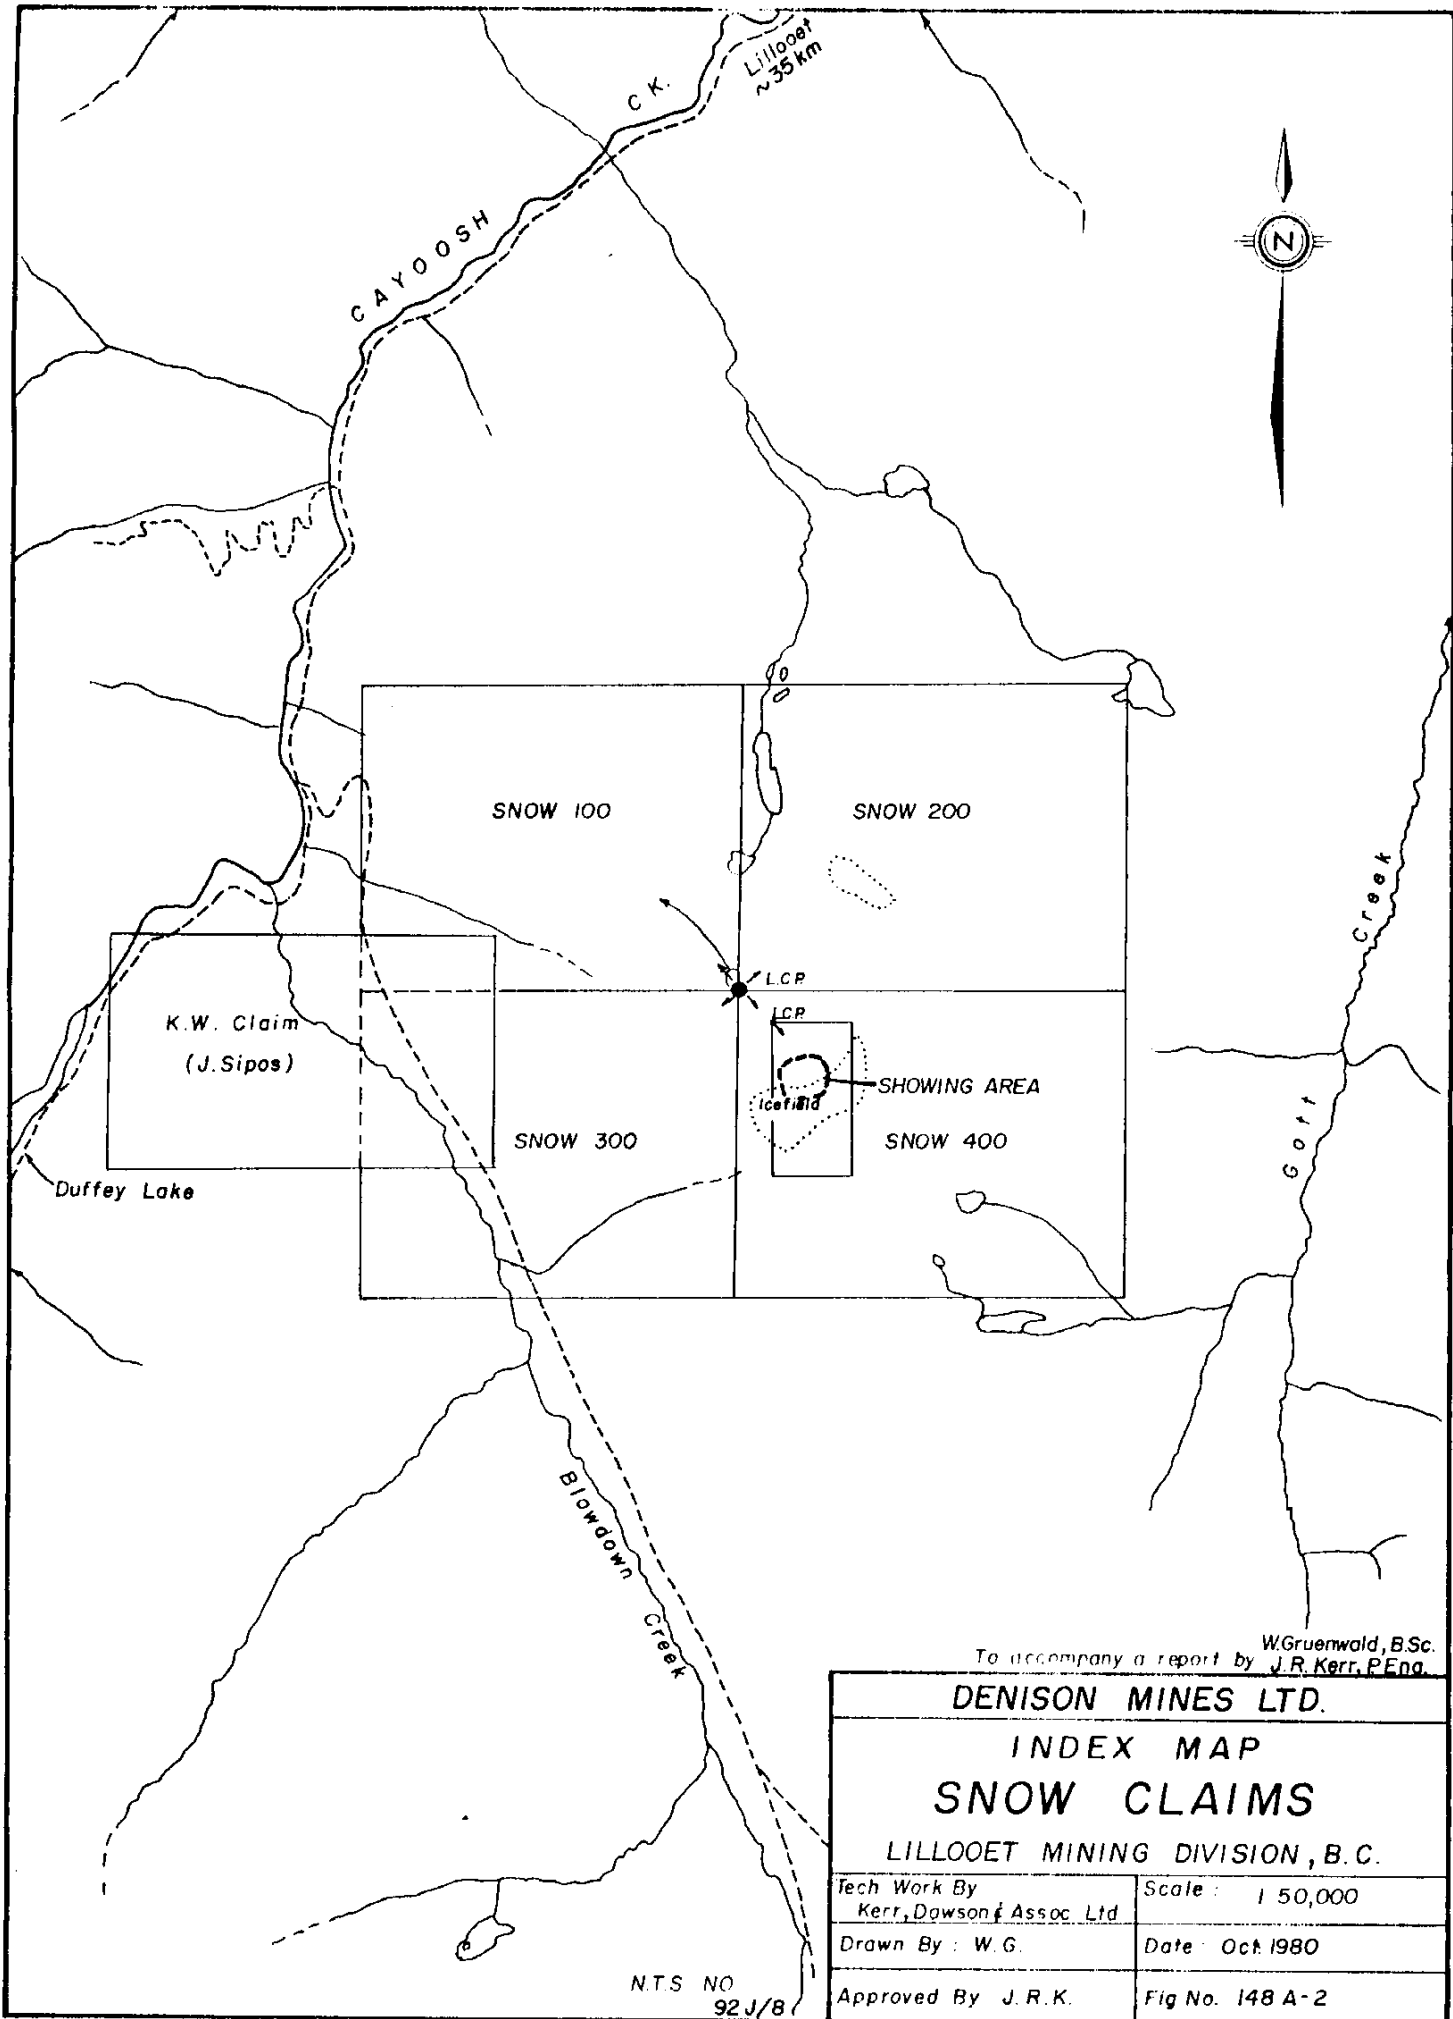 Lillooet
~35km
CAYOOSH CK.
N
SNOW 100
SNOW 200
Creek
Gott
L.C.P.
L.C.P.
K.W. Claim
(J. Sipos)
SHOWING AREA
Icefield
SNOW 300
SNOW 400
Duffey Lake
Blowdown
Creek
To accompany a report by W.Gruenwald, B.Sc.
J.R. Kerr, P.Eng.
DENISON MINES LTD.
INDEX MAP
SNOW CLAIMS
LILLOOET MINING DIVISION, B.C.
Tech Work By
Kerr, Dawson & Assoc. Ltd
Scale : 1 50,000
Drawn By : W.G.
Date : Oct. 1980
Approved By J.R.K.
Fig No. 148 A-2
N.T.S NO
92 J/8